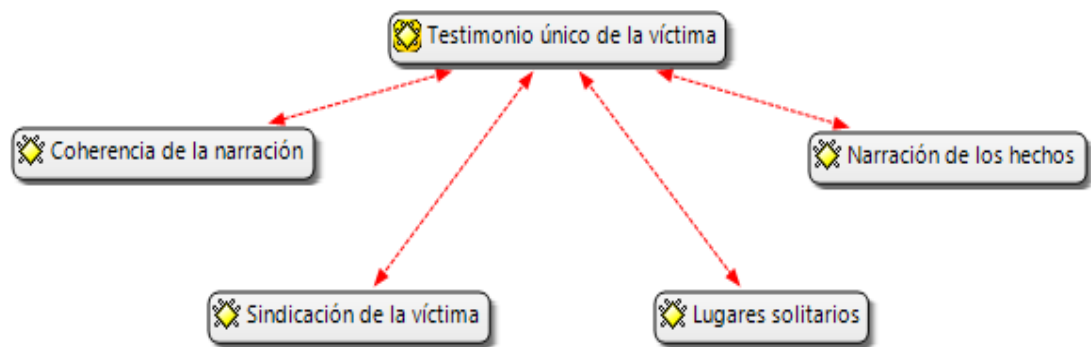 Testimonio único de la víctima
Coherencia de la narración
Narración de los hechos
Sindicación de la víctima
Lugares solitarios